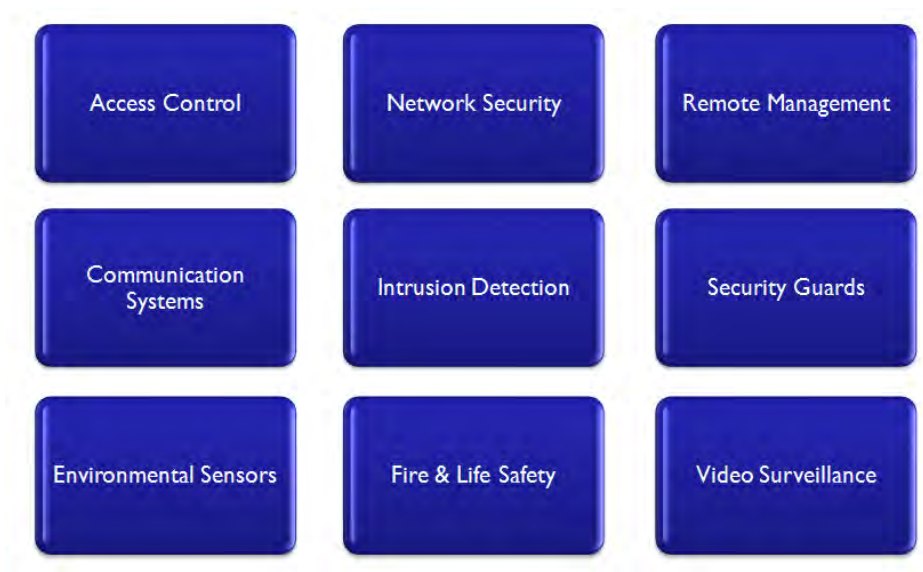 Access Control
Network Security
Remote Management
Communication
Systems
Intrusion Detection
Security Guards
Environmental Sensors
Fire & Life Safety
Video Surveillance